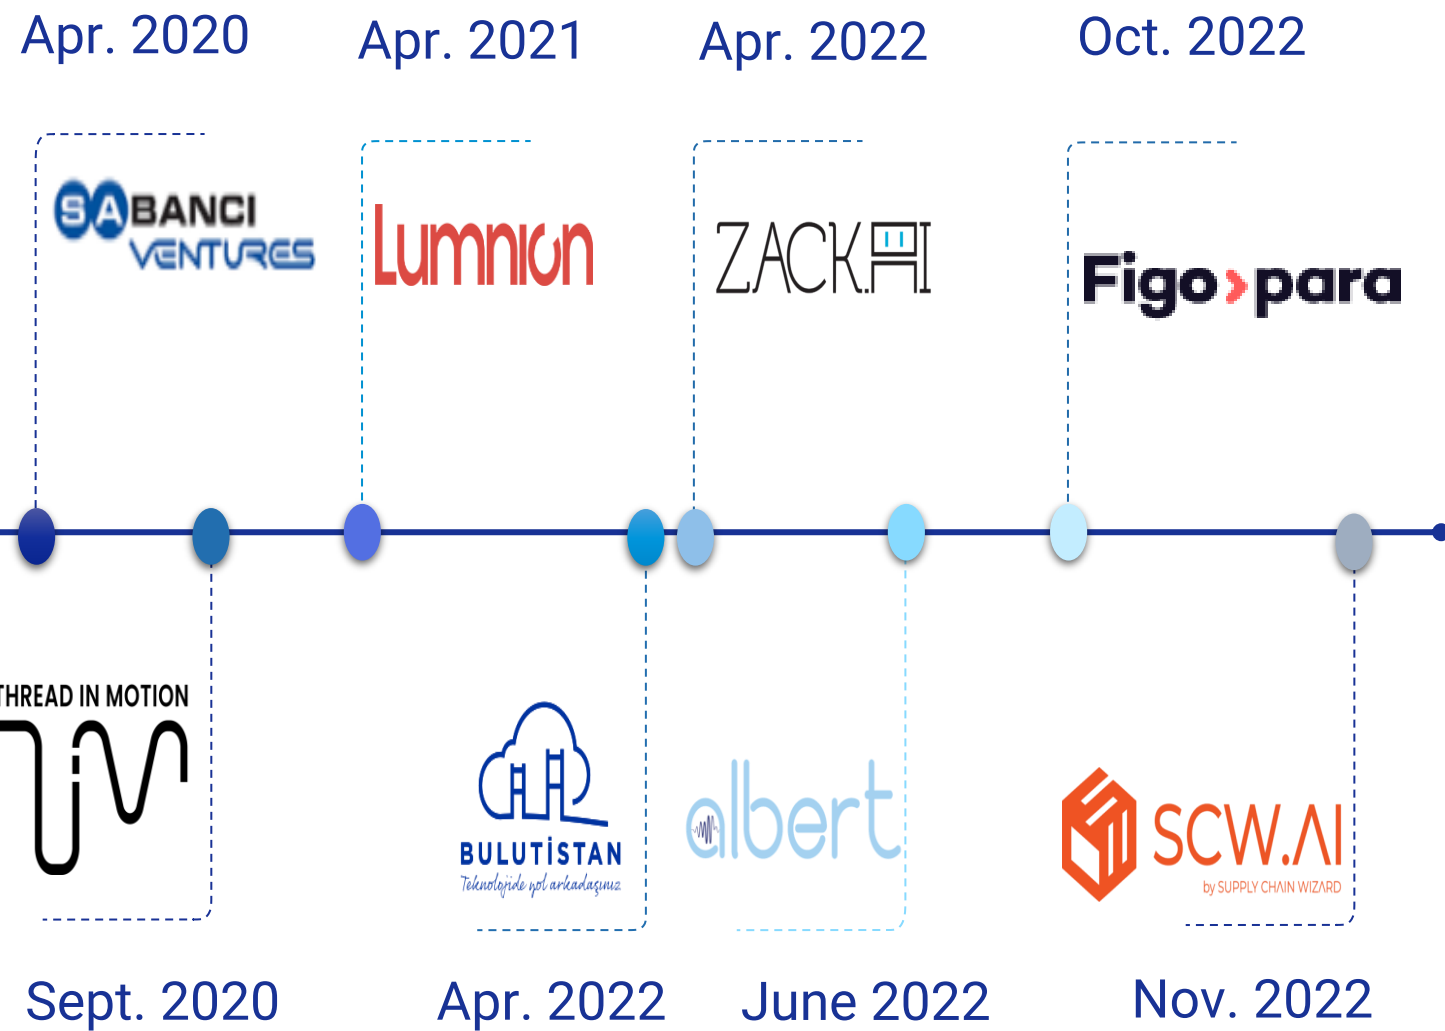 Apr. 2020
Apr. 2021
Apr. 2022
Oct. 2022
SABANCI
VENTURES
Lumnion
ZACK.AI
Figopara
THREAD IN MOTION
TIM
BULUTİSTAN
Teknolojide yol arkadaşınız
albert
SCW.AI
by SUPPLY CHAIN WIZARD
Sept. 2020
Apr. 2022
June 2022
Nov. 2022